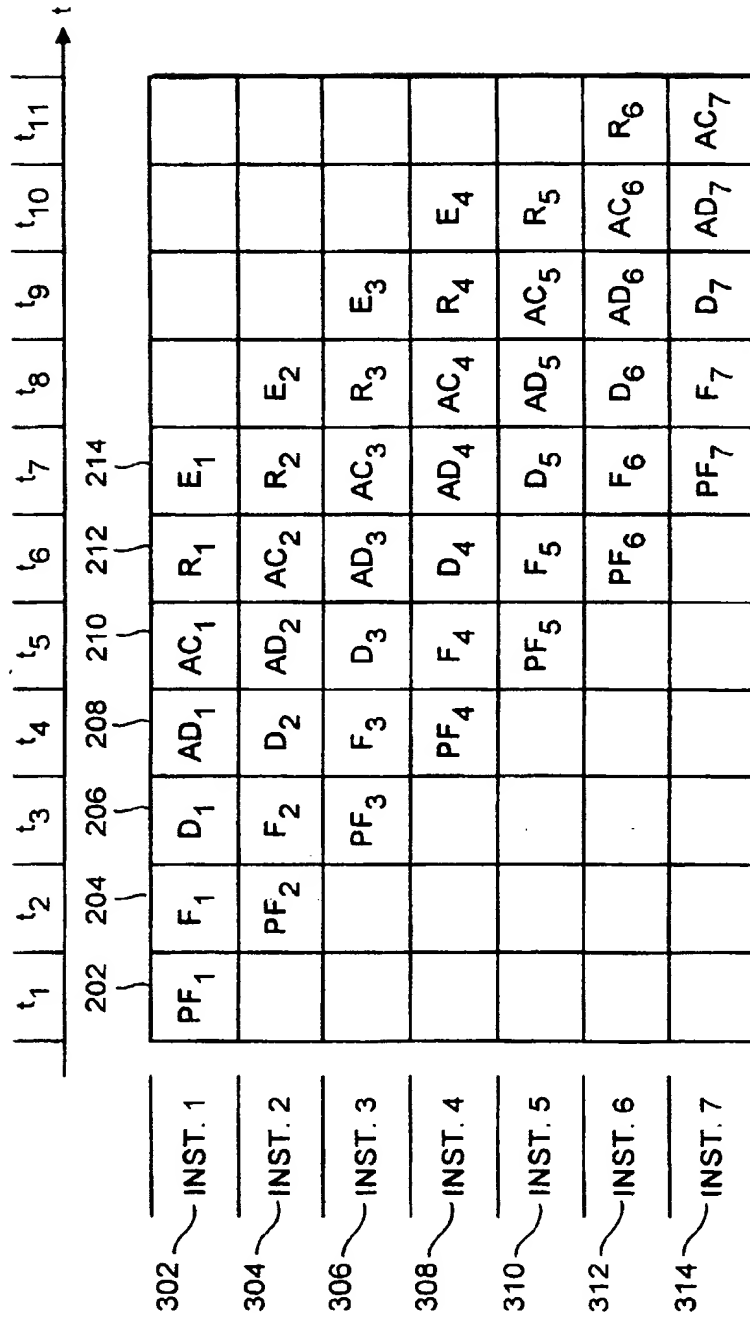 t1 t2 t3 t4 t5 t6 t7 t8 t9 t10 t11 t
202 204 206 208 210 212 214
302 INST. 1 PF1 F1 D1 AD1 AC1 R1 E1
304 INST. 2 PF2 F2 D2 AD2 AC2 R2 E2
306 INST. 3 PF3 F3 D3 AD3 AC3 R3 E3
308 INST. 4 PF4 F4 D4 AD4 AC4 R4 E4
310 INST. 5 PF5 F5 D5 AD5 AC5 R5
312 INST. 6 PF6 F6 D6 AD6 AC6 R6
314 INST. 7 PF7 F7 D7 AD7 AC7